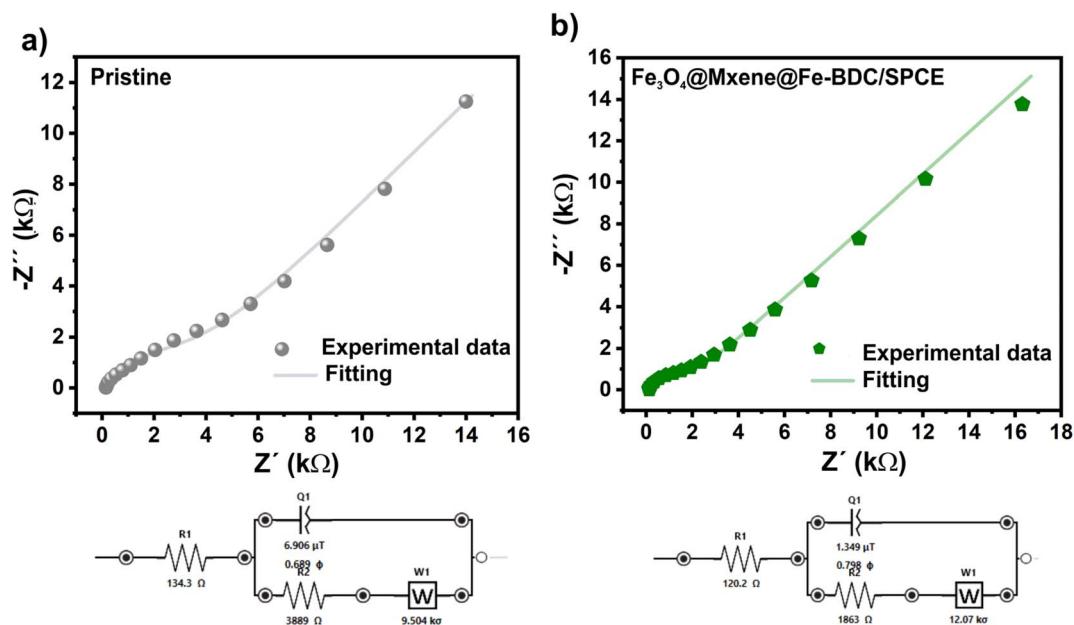 a)
Pristine
-Z´´ (kΩ)
12
10
8
6
4
2
0
Experimental data
Fitting
0 2 4 6 8 10 12 14 16
Z´ (kΩ)
R1
134.3 Ω
Q1
6.906 µT
0.689 ϕ
R2
3889 Ω
W1
W
9.504 kσ
b)
Fe₃O₄@Mxene@Fe-BDC/SPCE
-Z´´ (kΩ)
16
14
12
10
8
6
4
2
0
Experimental data
Fitting
0 2 4 6 8 10 12 14 16 18
Z´ (kΩ)
R1
120.2 Ω
Q1
1.349 µT
0.798 ϕ
R2
1863 Ω
W1
W
12.07 kσ